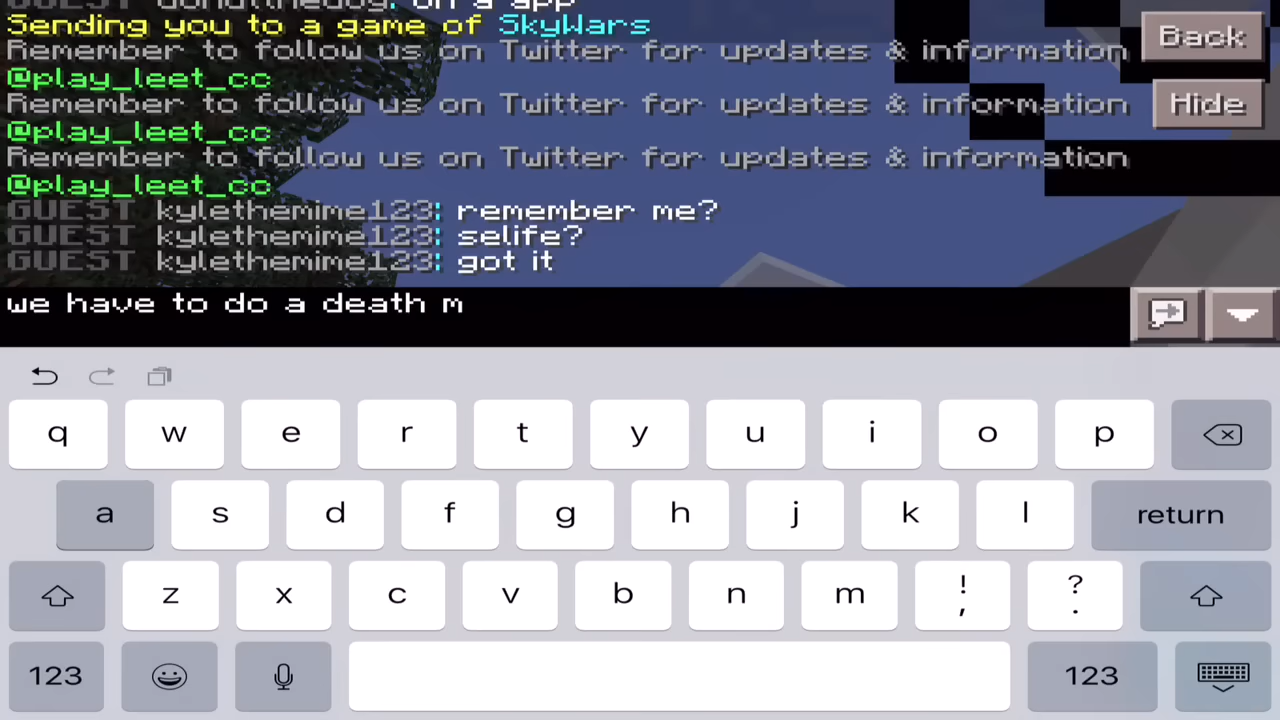 on a app
Sending you to a game of SkyWars
Remember to follow us on Twitter for updates & information
@play_leet_cc
Remember to follow us on Twitter for updates & information
@play_leet_cc
Remember to follow us on Twitter for updates & information
@play_leet_cc
GUEST kylethemime123: remember me?
GUEST kylethemime123: selife?
GUEST kylethemime123: got it
we have to do a death m
Back
Hide
q w e r t y u i o p
a s d f g h j k l return
z x c v b n m ! , ? .
123 123